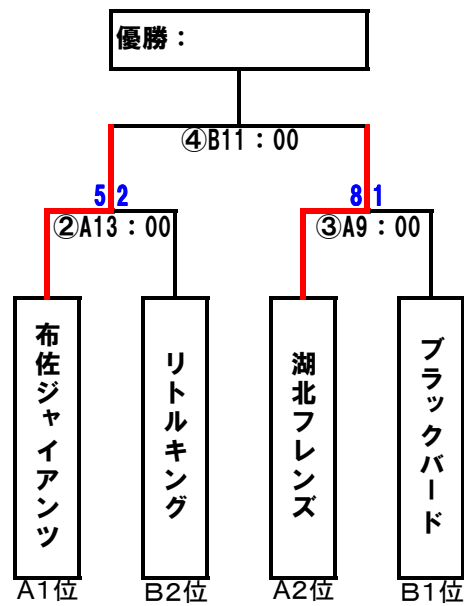 優勝：
④B11：00
5 2
8 1
②A13：00
③A9：00
布佐ジャイアンツ
リトルキング
湖北フレンズ
ブラックバード
A1位
B2位
A2位
B1位